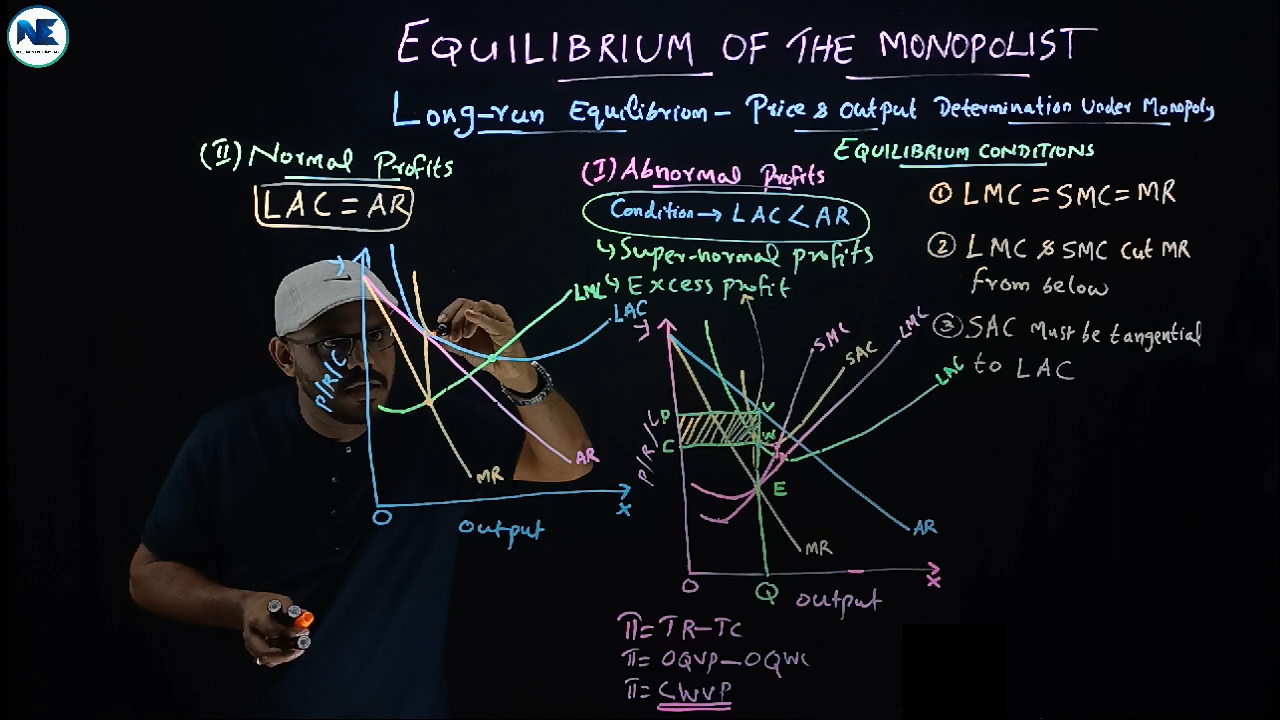 NE
EQUILIBRIUM OF THE MONOPOLIST
Long-run Equilibrium - Price & output Determination Under Monopoly
(II) Normal Profits
LAC = AR
LMC
LAC
P/R/C
AR
MR
O
x
output
(I) Abnormal Profits
Condition → LAC < AR
↳ Super-normal profits
↳ Excess profit
y
SMC
SAC
LMC
LAC
P
V
C
W
P/R/
E
AR
MR
O
Q
x
output
π = TR - TC
π = OQVP - OQWC
π = CWVP
EQUILIBRIUM CONDITIONS
① LMC = SMC = MR
② LMC & SMC cut MR
from below
③ SAC Must be tangential
to LAC